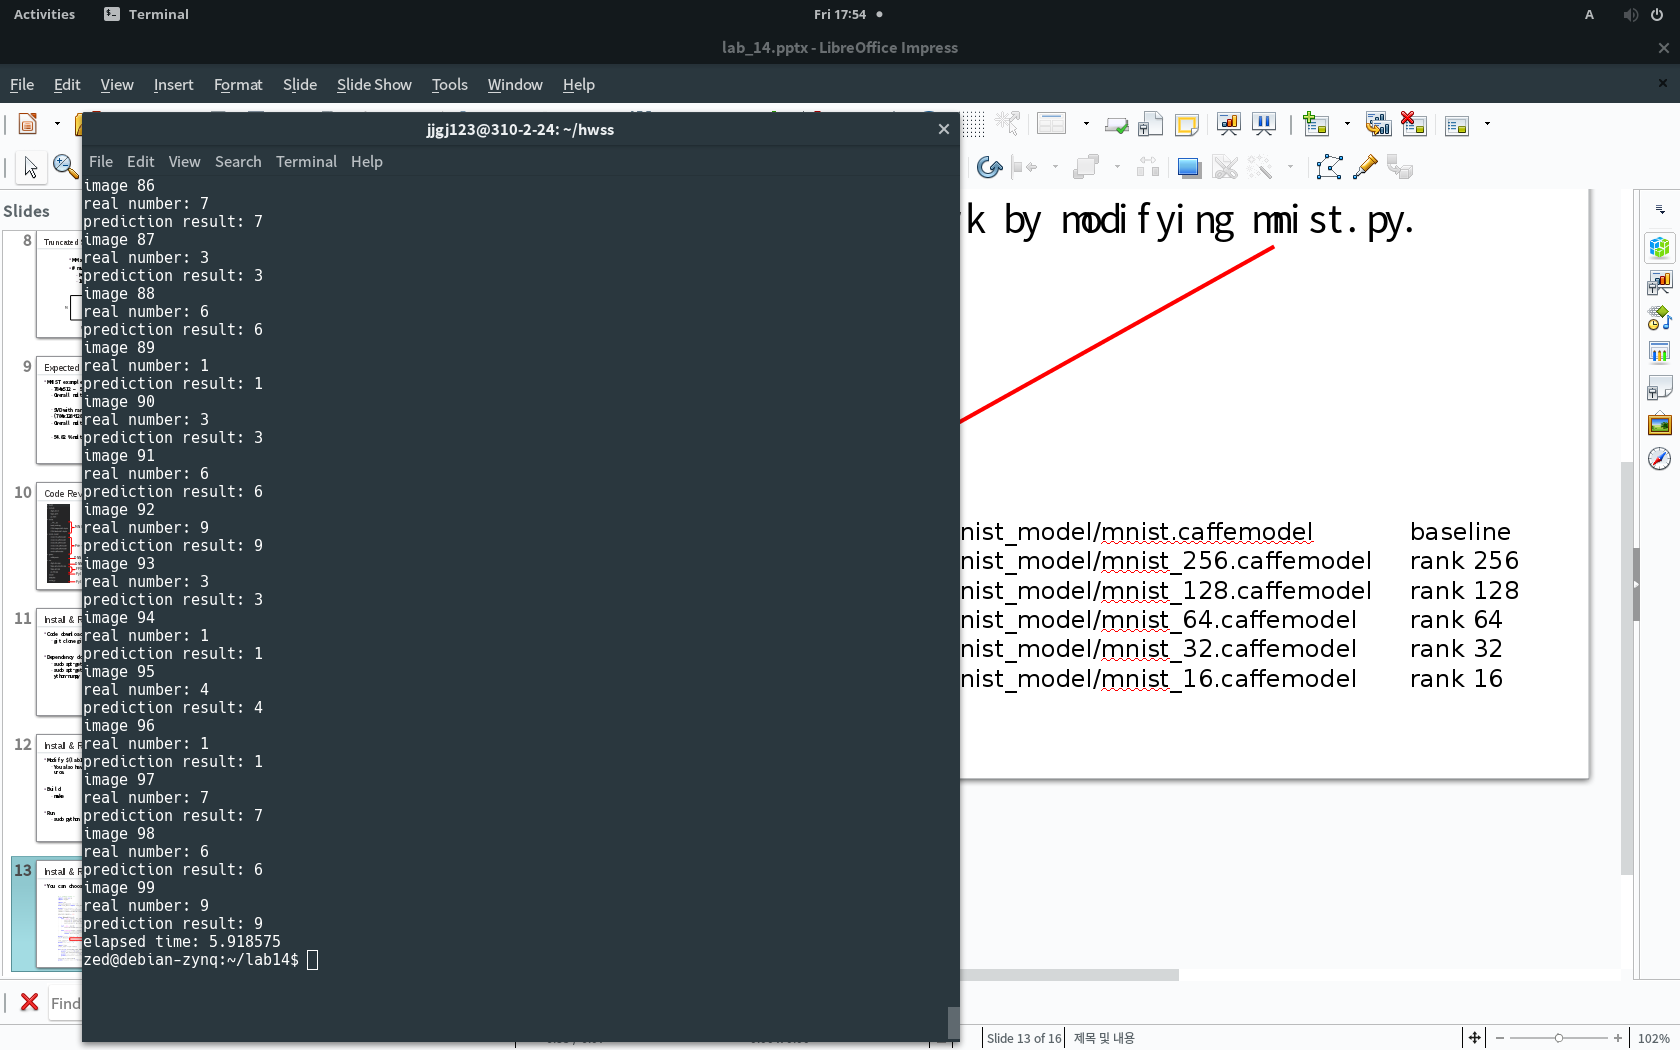 Activities
Terminal
Fri 17:54
A
lab_14.pptx - LibreOffice Impress
File Edit View Insert Format Slide Slide Show Tools Window Help
jjgj123@310-2-24: ~/hwss
File Edit View Search Terminal Help
image 86
real number: 7
prediction result: 7
image 87
real number: 3
prediction result: 3
image 88
real number: 6
prediction result: 6
image 89
real number: 1
prediction result: 1
image 90
real number: 3
prediction result: 3
image 91
real number: 6
prediction result: 6
image 92
real number: 9
prediction result: 9
image 93
real number: 3
prediction result: 3
image 94
real number: 1
prediction result: 1
image 95
real number: 4
prediction result: 4
image 96
real number: 1
prediction result: 1
image 97
real number: 7
prediction result: 7
image 98
real number: 6
prediction result: 6
image 99
real number: 9
prediction result: 9
elapsed time: 5.918575
zed@debian-zynq:~/lab14$
Slides
8
Truncated
9
Expected
10
Code Rev
11
Install & R
12
Install & R
13
Install & R
k by modifying mnist.py.
nist_model/mnist.caffemodel baseline
nist_model/mnist_256.caffemodel rank 256
nist_model/mnist_128.caffemodel rank 128
nist_model/mnist_64.caffemodel rank 64
nist_model/mnist_32.caffemodel rank 32
nist_model/mnist_16.caffemodel rank 16
Find
Slide 13 of 16
제목 및 내용
102%